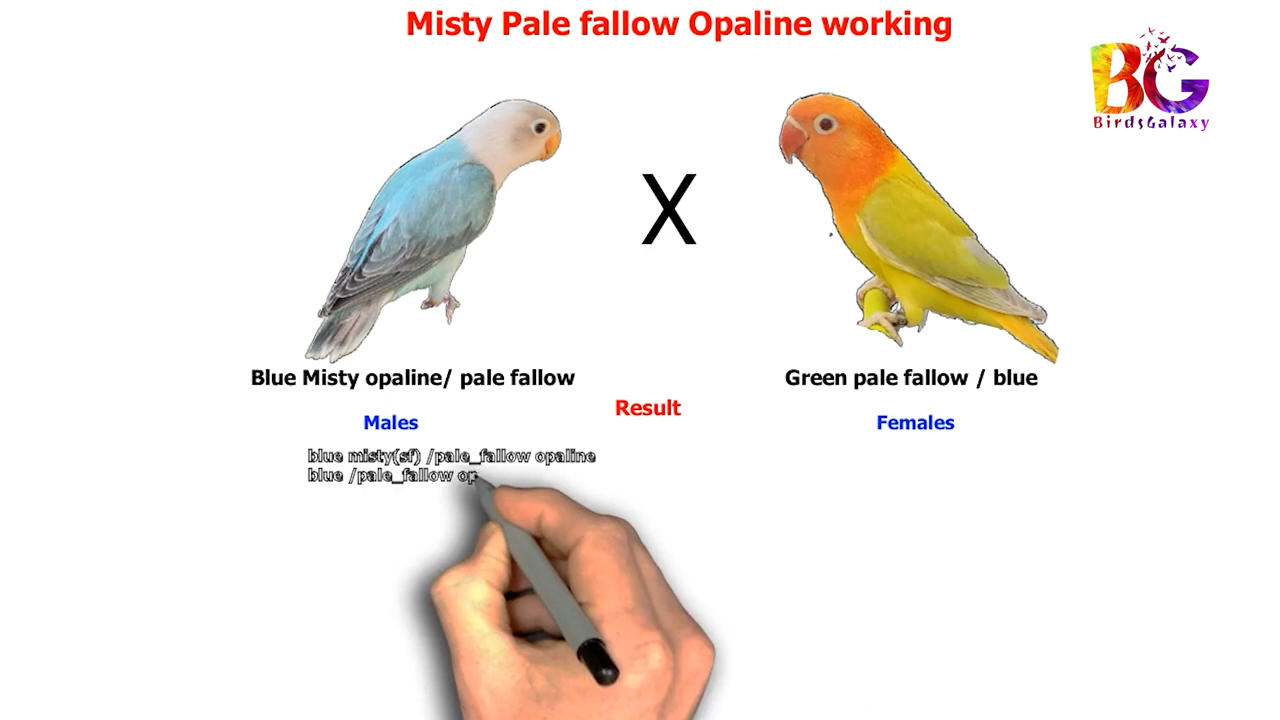 Misty Pale fallow Opaline working
BG
BirdsGalaxy
X
Blue Misty opaline/ pale fallow
Green pale fallow / blue
Result
Males
Females
blue misty(sf) /pale_fallow opaline
blue /pale_fallow op